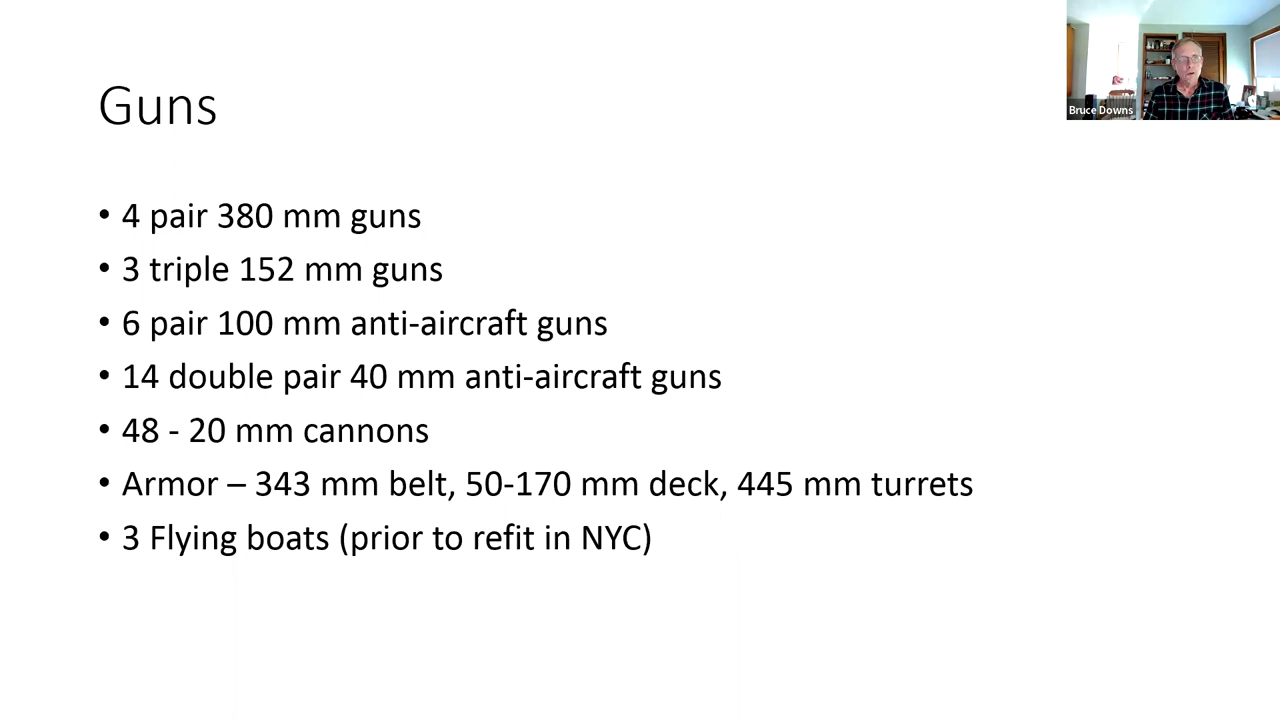 Guns
• 4 pair 380 mm guns
• 3 triple 152 mm guns
• 6 pair 100 mm anti-aircraft guns
• 14 double pair 40 mm anti-aircraft guns
• 48 - 20 mm cannons
• Armor – 343 mm belt, 50-170 mm deck, 445 mm turrets
• 3 Flying boats (prior to refit in NYC)
Bruce Downs